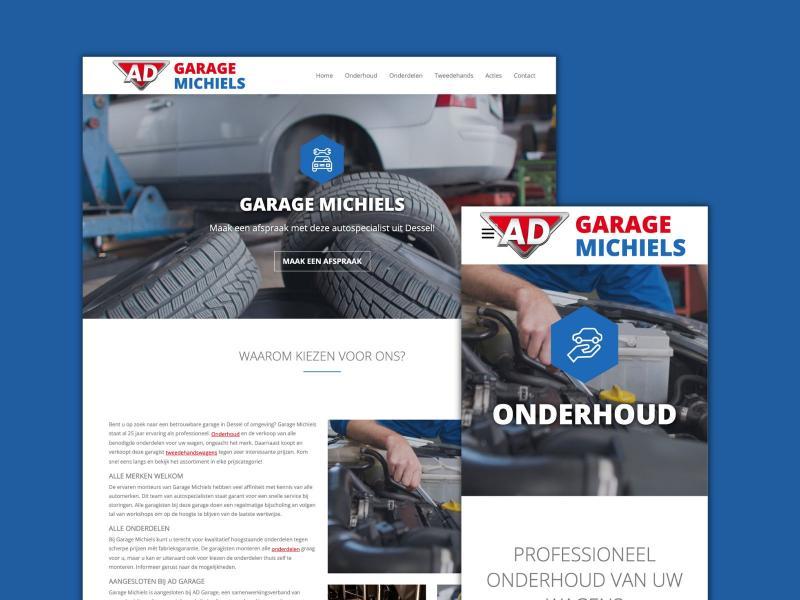 AD GARAGE
MICHIELS
Home Onderhoud Onderdelen Tweedehands Acties Contact
GARAGE MICHIELS
Maak een afspraak met deze autospecialist uit Dessel!
MAAK EEN AFSPRAAK
WAAROM KIEZEN VOOR ONS?
Bent u op zoek naar een betrouwbare garage in Dessel of omgeving? Garage Michiels
staat al 25 jaar ervaring als professioneel Onderhoud en de verkoop van alle
benodigde onderdelen voor uw wagen, ongeacht het merk. Daarnaast koopt en
verkoopt deze garagist tweedehandswagens tegen zeer interessante prijzen. Kom
snel eens langs en bekijk het assortiment in elke prijscategorie!
ALLE MERKEN WELKOM
De ervaren monteurs van Garage Michiels hebben veel affiniteit met kennis van alle
automerken. Dit team van autospecialisten staat garant voor een snelle service bij
storingen. Alle garagisten bij deze garage doen een regelmatige bijscholing en volgen
tal van workshops om op de hoogte te blijven van de laatste werkwijze.
ALLE ONDERDELEN
Bij Garage Michiels kunt u terecht voor kwalitatief hoogstaande onderdelen tegen
scherpe prijzen mét fabrieksgarantie. De garagisten monteren alle onderdelen graag
voor u, maar u kan er uiteraard ook voor kiezen de onderdelen thuis zelf te
monteren. Informeer gerust naar de mogelijkheden.
AANGESLOTEN BIJ AD GARAGE
Garage Michiels is aangesloten bij AD Garage, een samenwerkingsverband van
AD GARAGE
MICHIELS
ONDERHOUD
PROFESSIONEEL
ONDERHOUD VAN UW
WAGENS